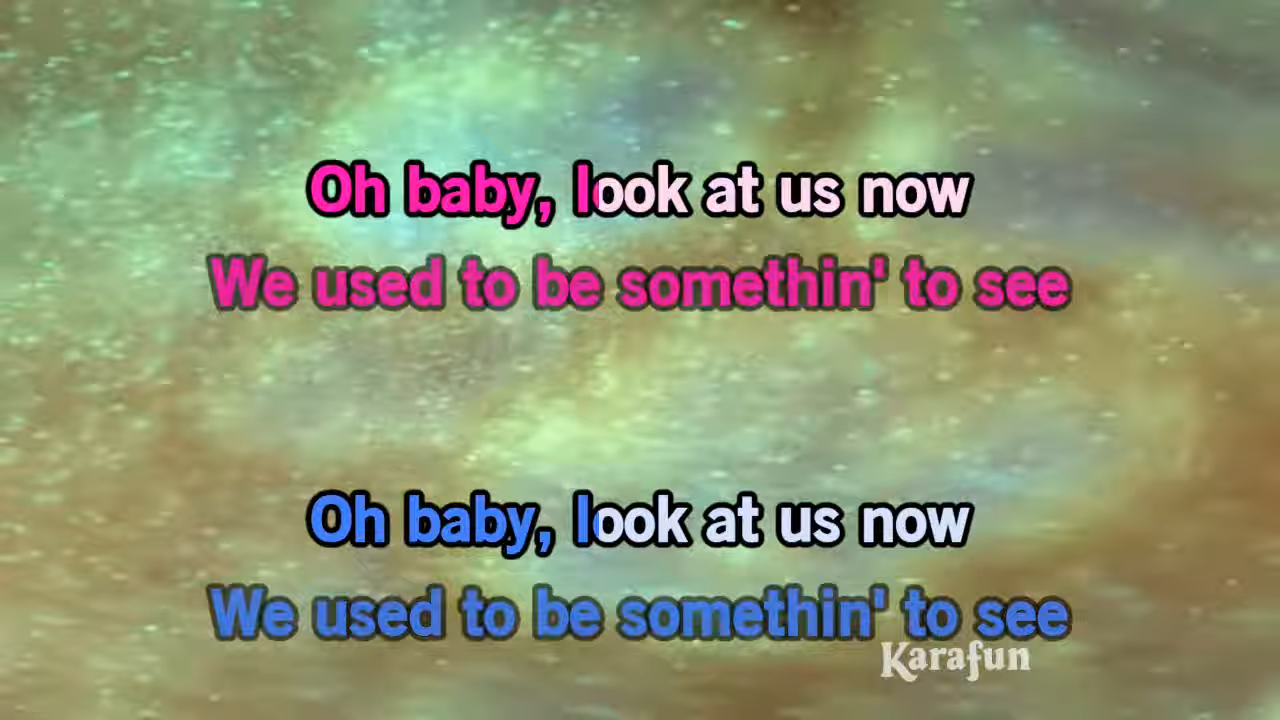 Oh baby, look at us now
We used to be somethin' to see
Oh baby, look at us now
We used to be somethin' to see
Karafun